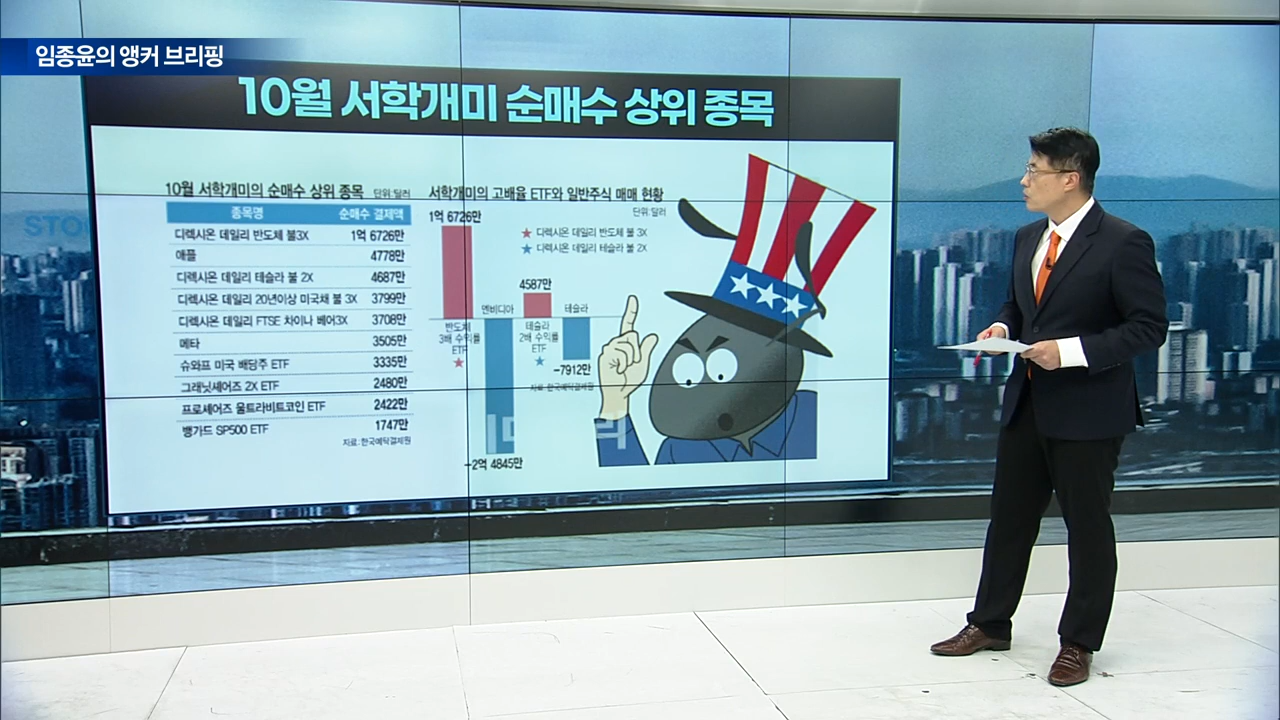 임종윤의 앵커 브리핑
10월 서학개미 순매수 상위 종목
STO
10월 서학개미의 순매수 상위 종목 단위:달러
종목명 순매수 결제액
디렉시온 데일리 반도체 불3X 1억 6726만
애플 4778만
디렉시온 데일리 테슬라 불 2X 4687만
디렉시온 데일리 20년이상 미국채 불 3X 3799만
디렉시온 데일리 FTSE 차이나 베어3X 3708만
메타 3505만
슈와프 미국 배당주 ETF 3335만
그래닛셰어즈 2X ETF 2480만
프로셰어즈 울트라비트코인 ETF 2422만
뱅가드 SP500 ETF 1747만
자료:한국예탁결제원
서학개미의 고배율 ETF와 일반주식 매매 현황
단위:달러
1억 6726만
★ 디렉시온 데일리 반도체 불 3X
★ 디렉시온 데일리 테슬라 불 2X
4587만
엔비디아
테슬라
반도체
3배 수익률
ETF
★
테슬라
2배 수익률
ETF
★
-7912만
자료:한국예탁결제원
-2억 4845만